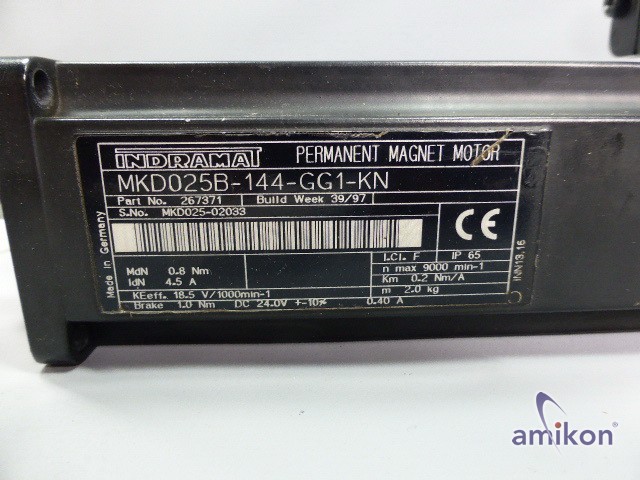 INDRAMAT PERMANENT MAGNET MOTOR
MKD025B-144-GG1-KN
Part No. 267371 Build Week 39/97
S.No. MKD025-02033
CE
Made in Germany
I.Cl. F IP 65
MdN 0.8 Nm n max 9000 min-1
IdN 4.5 A Km 0.2 Nm/A
KEeff. 18.5 V/1000min-1 m 2.0 kg
Brake 1.0 Nm DC 24.0V +-10% 0.40 A
INN13.16
amikon